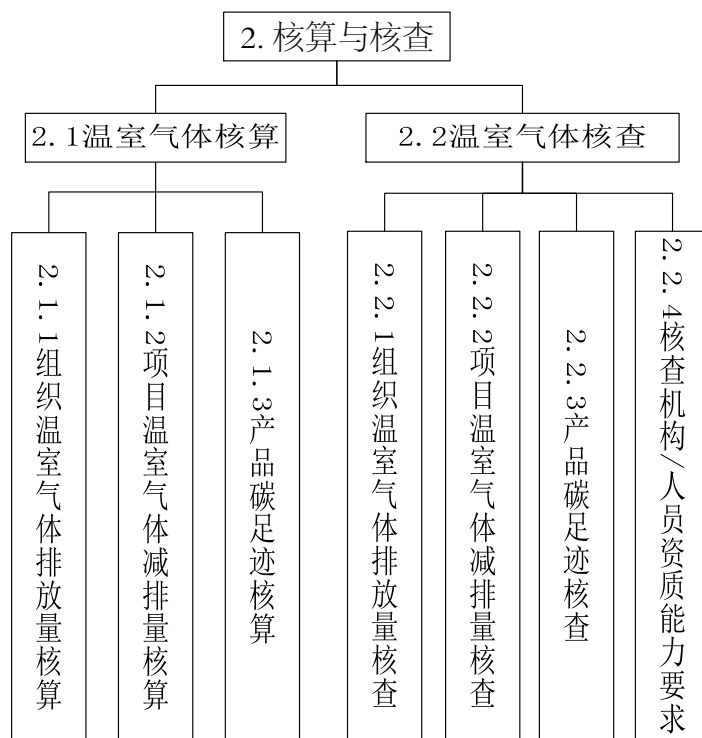 2. 核算与核查
2.1温室气体核算
2.2温室气体核查
2.1.1组织温室气体排放量核算
2.1.2项目温室气体减排量核算
2.1.3产品碳足迹核算
2.2.1组织温室气体排放量核查
2.2.2项目温室气体减排量核查
2.2.3产品碳足迹核查
2.2.4核查机构/人员资质能力要求